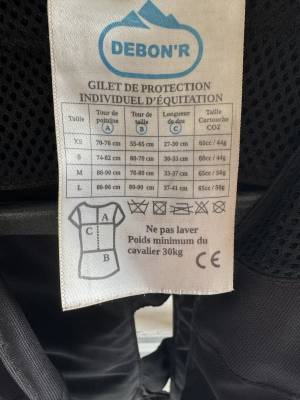 DEBON'R
GILET DE PROTECTION
INDIVIDUEL D'ÉQUITATION
Taille Tour de poitrine A Tour de taille B Longueur de dos C Taille Cartouche CO2
XS 70-76 cm 55-65 cm 27-30 cm 60cc / 44g
S 74-82 cm 60-70 cm 30-33 cm 60cc / 44g
M 80-90 cm 70-80 cm 33-37 cm 65cc / 50g
L 86-96 cm 80-90 cm 37-41 cm 65cc / 50g
A
C
B
Ne pas laver
Poids minimum du
cavalier 30kg
CE